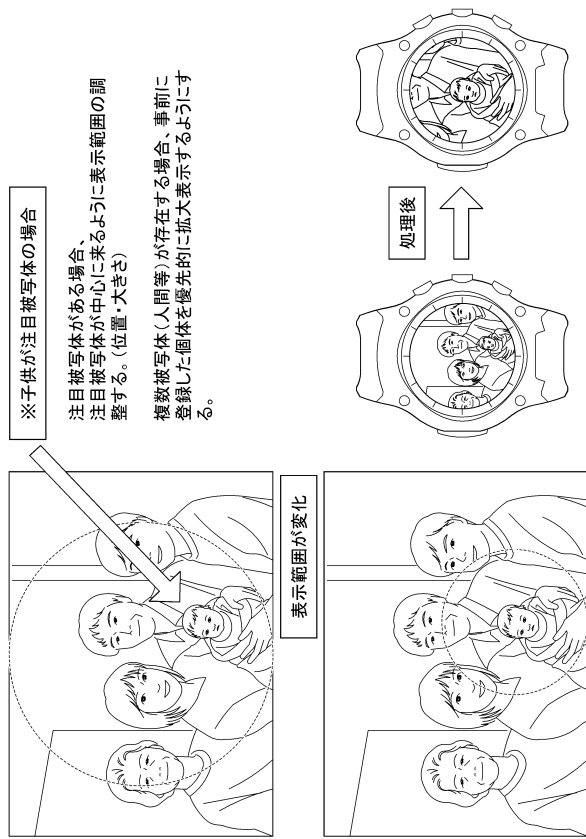 ※子供が注目被写体の場合
注目被写体がある場合、
注目被写体が中心に来るように表示範囲の調
整する。(位置・大きさ)
複数被写体(人間等)が存在する場合、事前に
登録した個体を優先的に拡大表示するようにす
る。
表示範囲が変化
処理後